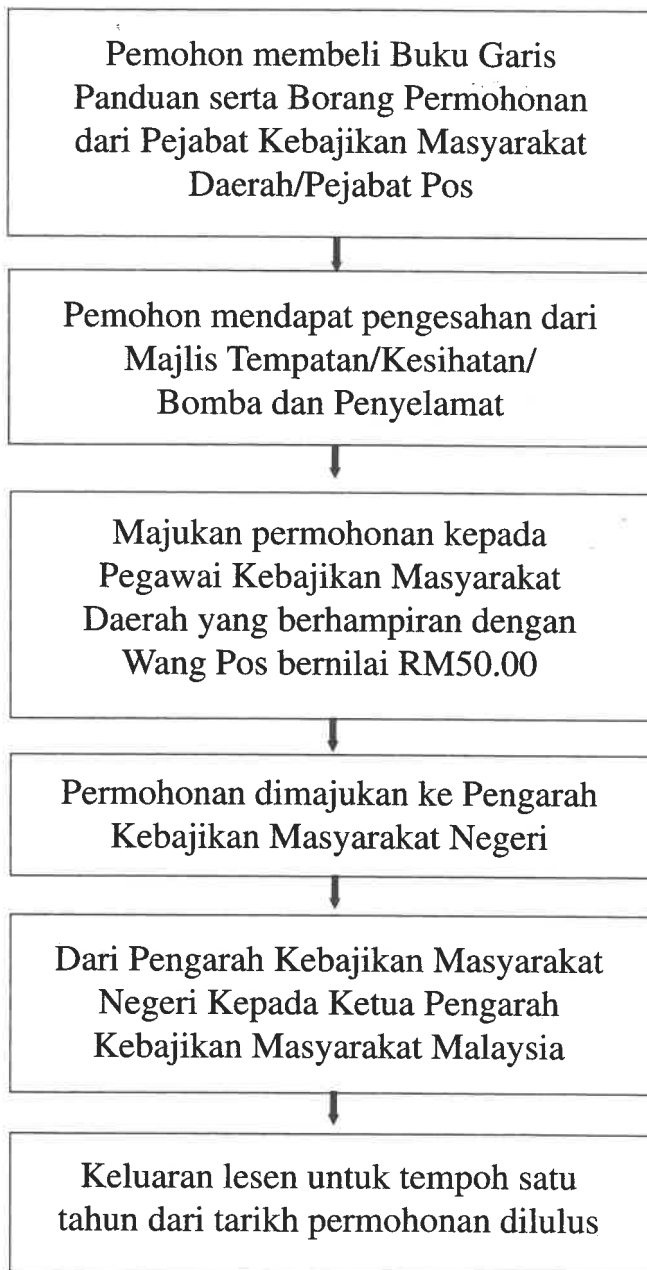 Pemohon membeli Buku Garis
Panduan serta Borang Permohonan
dari Pejabat Kebajikan Masyarakat
Daerah/Pejabat Pos
Pemohon mendapat pengesahan dari
Majlis Tempatan/Kesihatan/
Bomba dan Penyelamat
Majukan permohonan kepada
Pegawai Kebajikan Masyarakat
Daerah yang berhampiran dengan
Wang Pos bernilai RM50.00
Permohonan dimajukan ke Pengarah
Kebajikan Masyarakat Negeri
Dari Pengarah Kebajikan Masyarakat
Negeri Kepada Ketua Pengarah
Kebajikan Masyarakat Malaysia
Keluaran lesen untuk tempoh satu
tahun dari tarikh permohonan dilulus